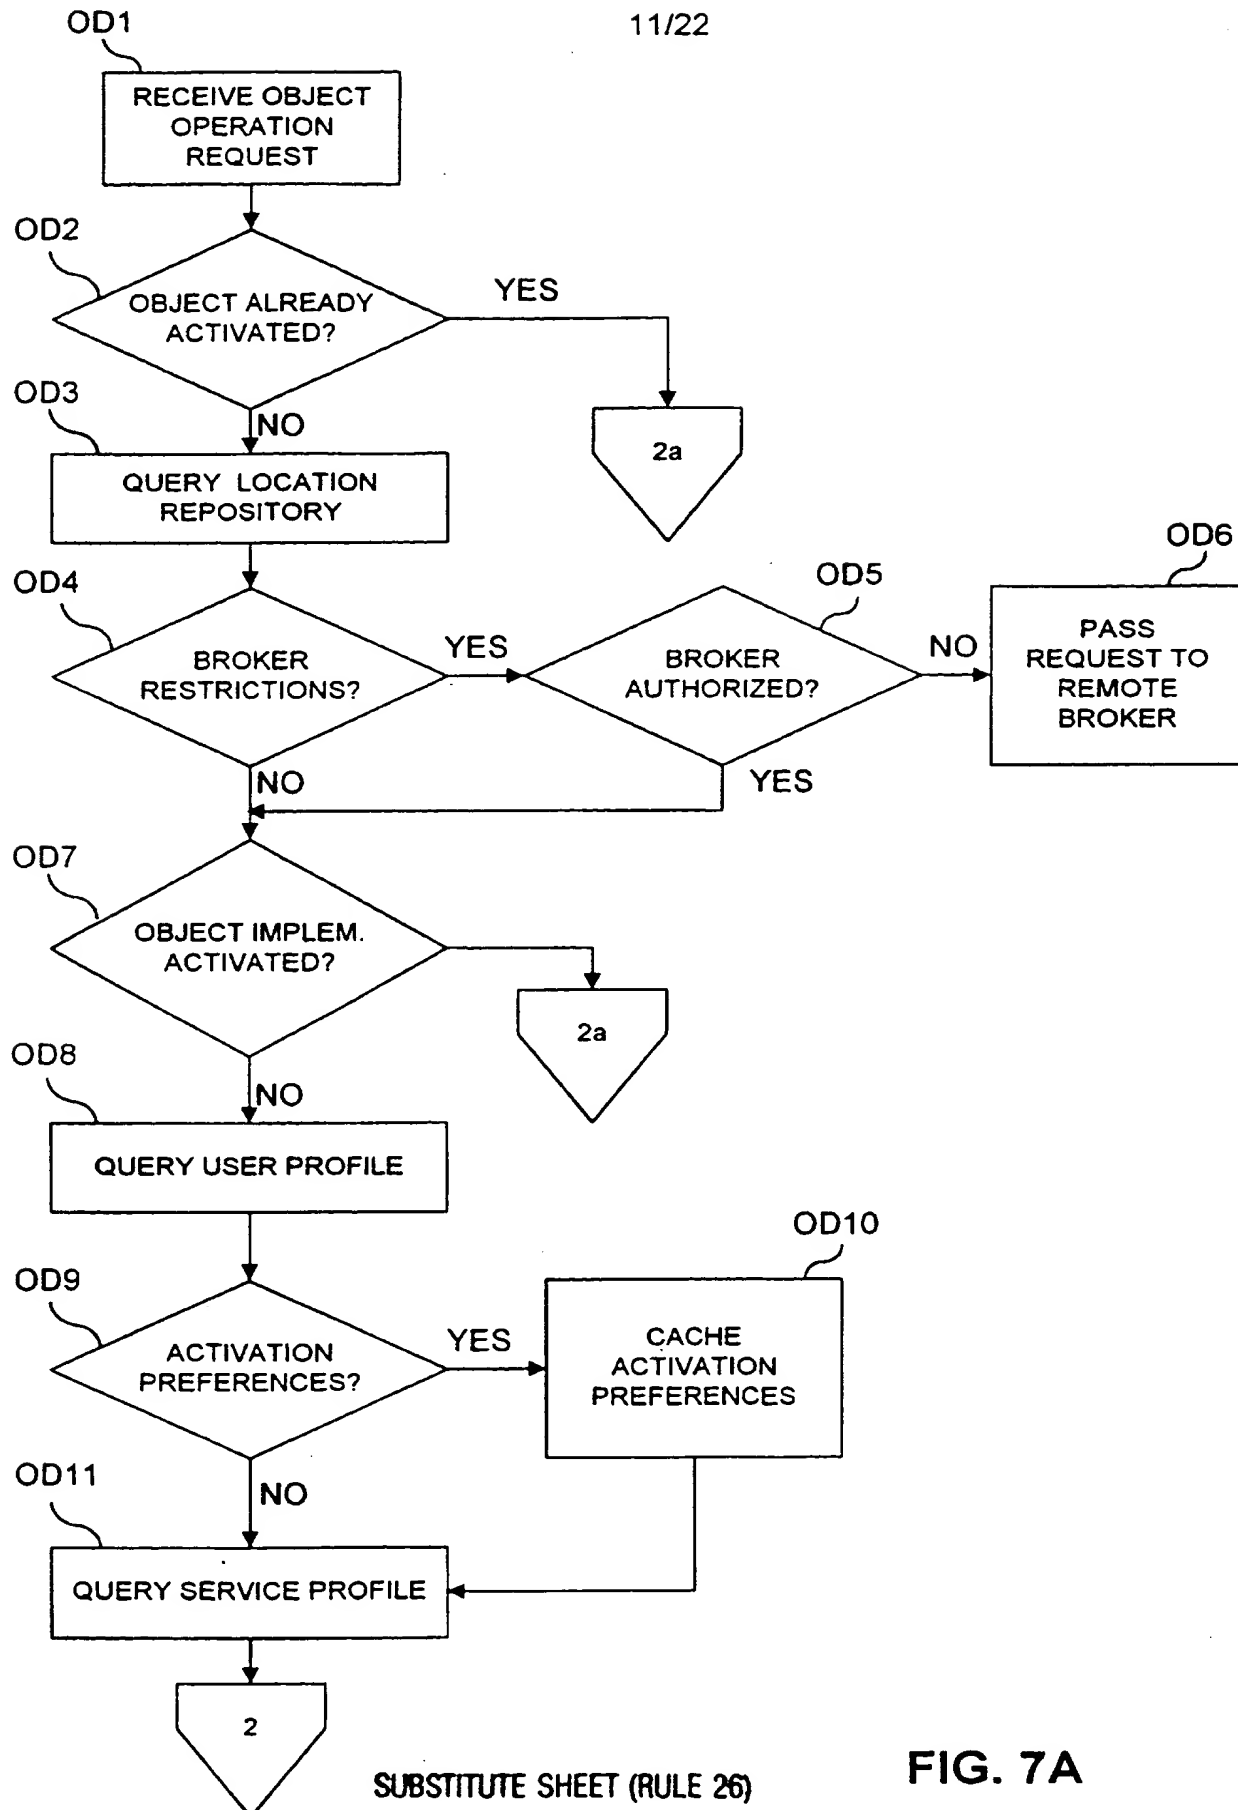 11/22
OD1
RECEIVE OBJECT
OPERATION
REQUEST
OD2
OBJECT ALREADY
ACTIVATED?
YES
2a
NO
OD3
QUERY LOCATION
REPOSITORY
OD4
BROKER
RESTRICTIONS?
YES
OD5
BROKER
AUTHORIZED?
NO
OD6
PASS
REQUEST TO
REMOTE
BROKER
NO
YES
OD7
OBJECT IMPLEM.
ACTIVATED?
2a
NO
OD8
QUERY USER PROFILE
OD9
ACTIVATION
PREFERENCES?
YES
OD10
CACHE
ACTIVATION
PREFERENCES
NO
OD11
QUERY SERVICE PROFILE
2
SUBSTITUTE SHEET (RULE 26)
FIG. 7A